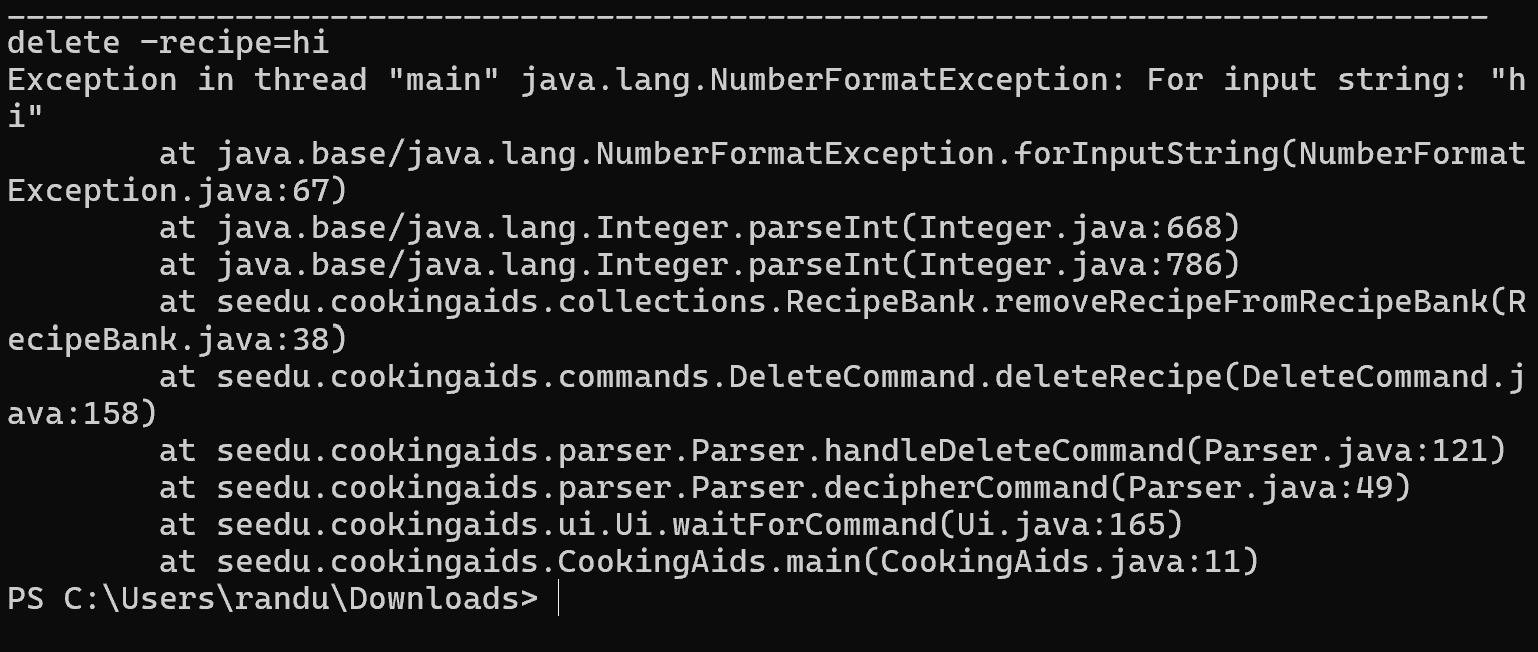 ________________________________________________________________________________
delete -recipe=hi
Exception in thread "main" java.lang.NumberFormatException: For input string: "h
i"
        at java.base/java.lang.NumberFormatException.forInputString(NumberFormat
Exception.java:67)
        at java.base/java.lang.Integer.parseInt(Integer.java:668)
        at java.base/java.lang.Integer.parseInt(Integer.java:786)
        at seedu.cookingaids.collections.RecipeBank.removeRecipeFromRecipeBank(R
ecipeBank.java:38)
        at seedu.cookingaids.commands.DeleteCommand.deleteRecipe(DeleteCommand.j
ava:158)
        at seedu.cookingaids.parser.Parser.handleDeleteCommand(Parser.java:121)
        at seedu.cookingaids.parser.Parser.decipherCommand(Parser.java:49)
        at seedu.cookingaids.ui.Ui.waitForCommand(Ui.java:165)
        at seedu.cookingaids.CookingAids.main(CookingAids.java:11)
PS C:\Users\randu\Downloads>